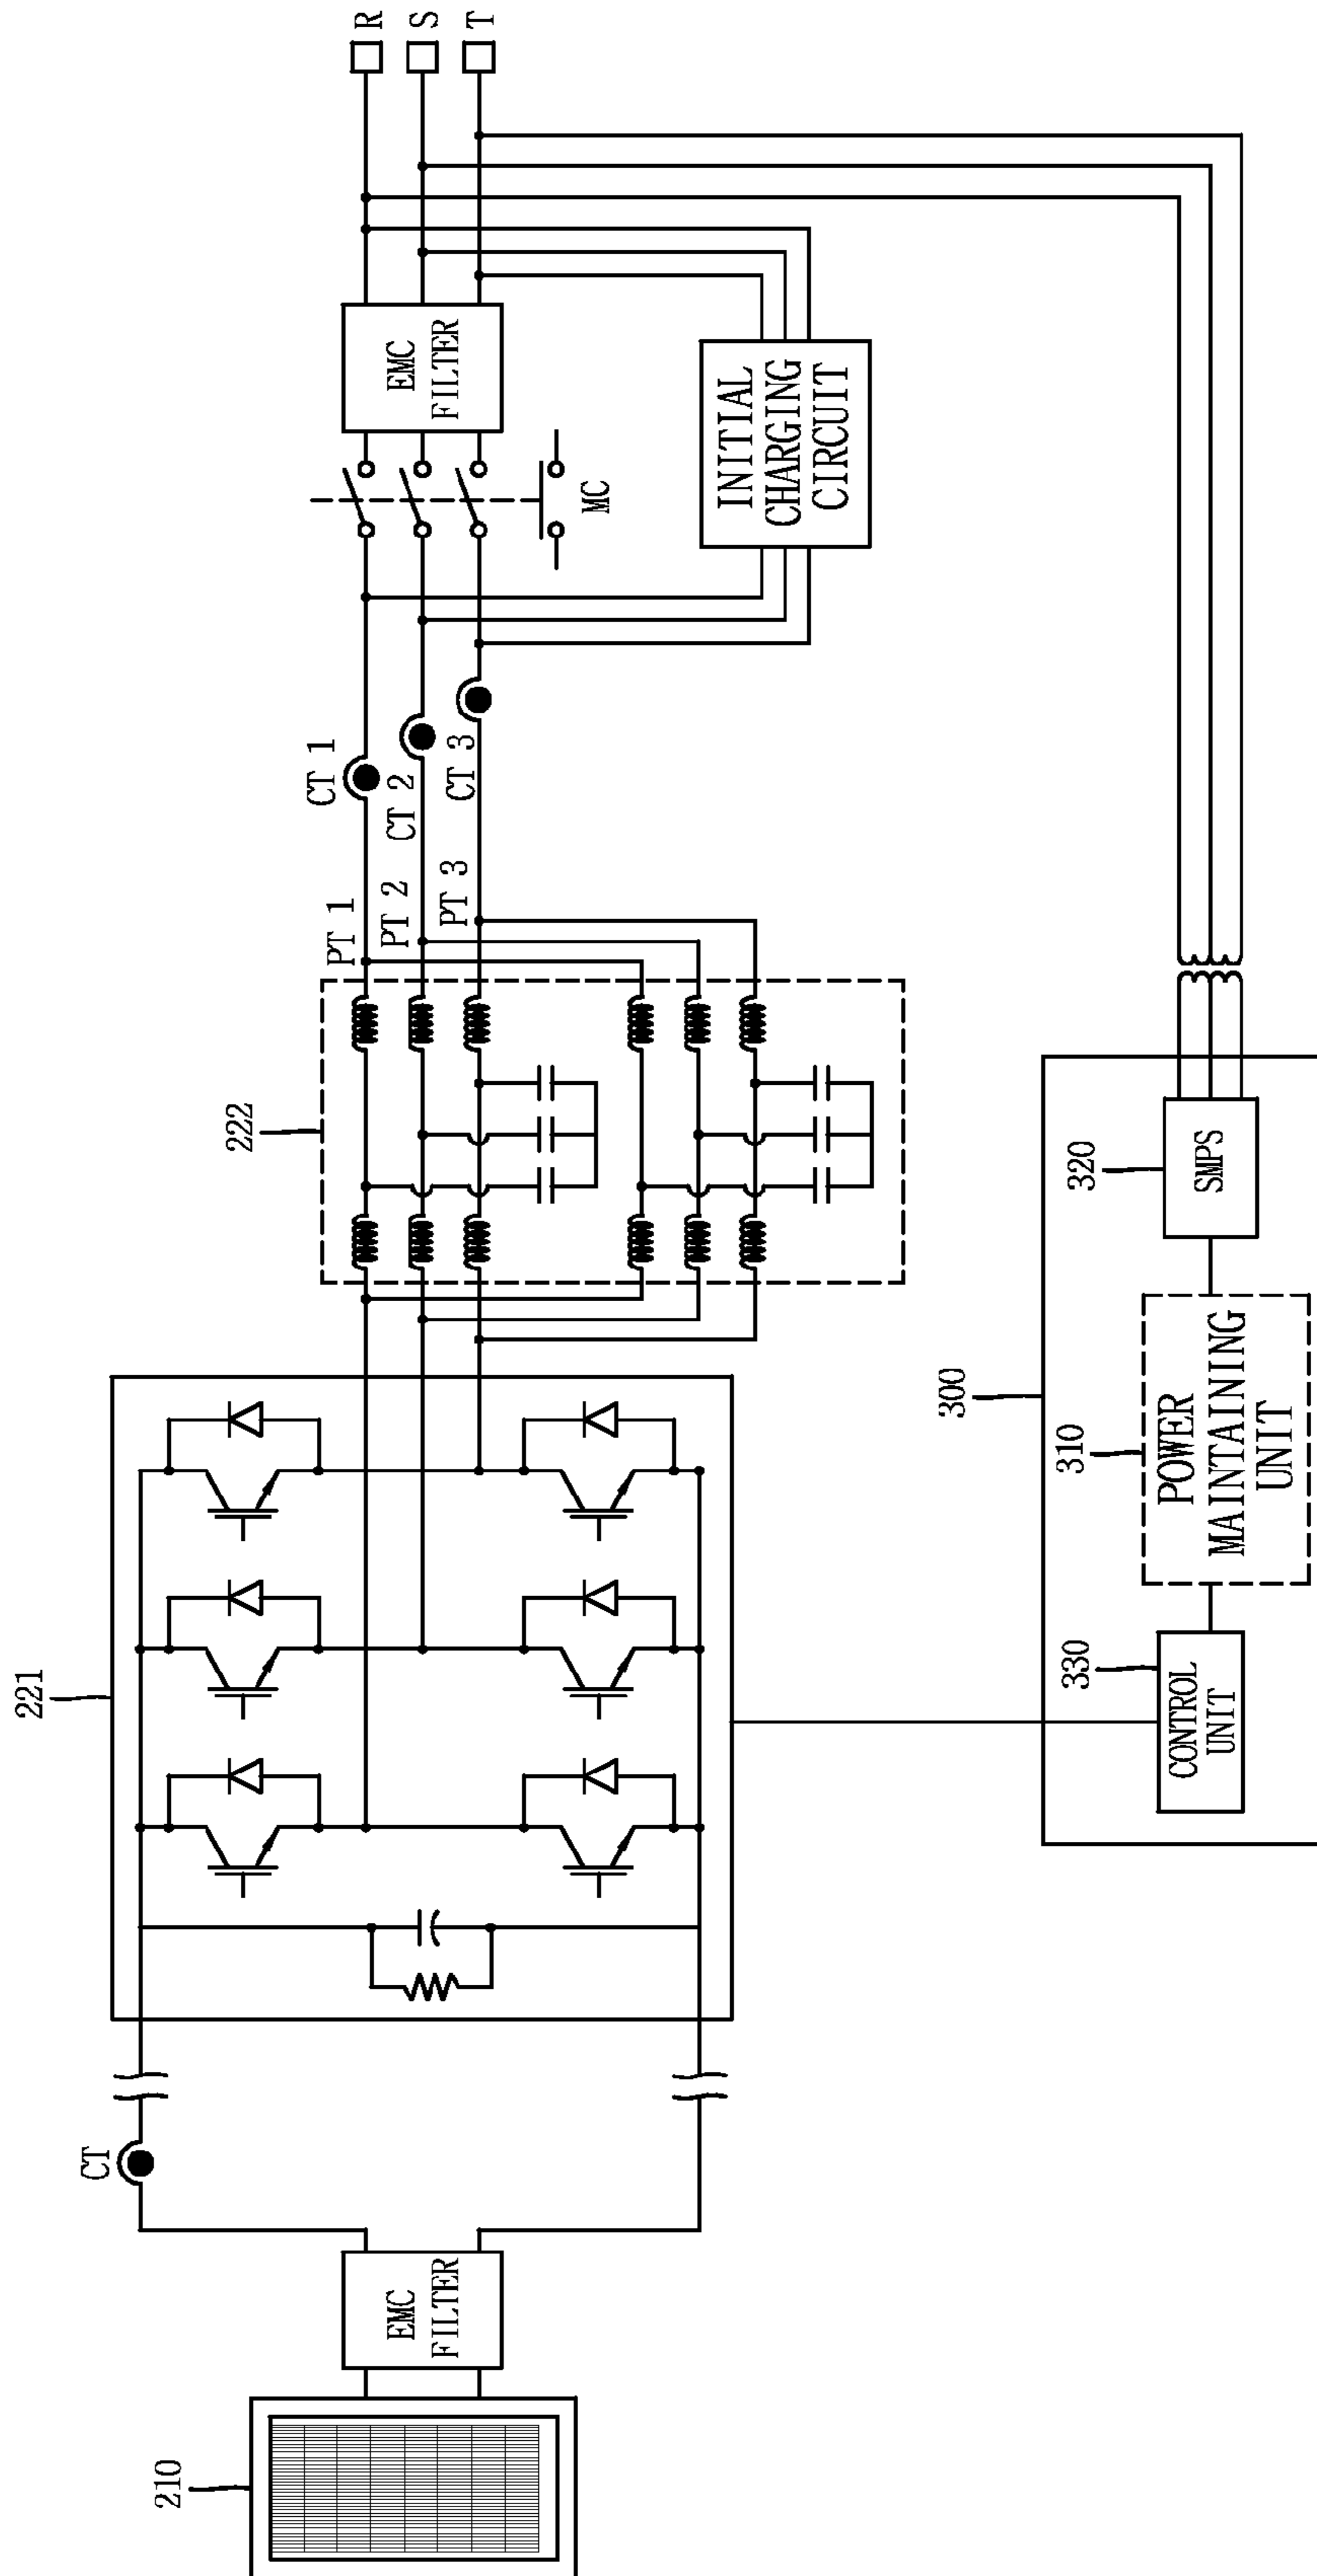 210
EMC
FILTER
CT
221
222
PT 1
PT 2
PT 3
CT 1
CT 2
CT 3
MC
EMC
FILTER
R
S
T
INITIAL
CHARGING
CIRCUIT
300
330
CONTROL
UNIT
310
POWER
MAINTAINING
UNIT
320
SMPS